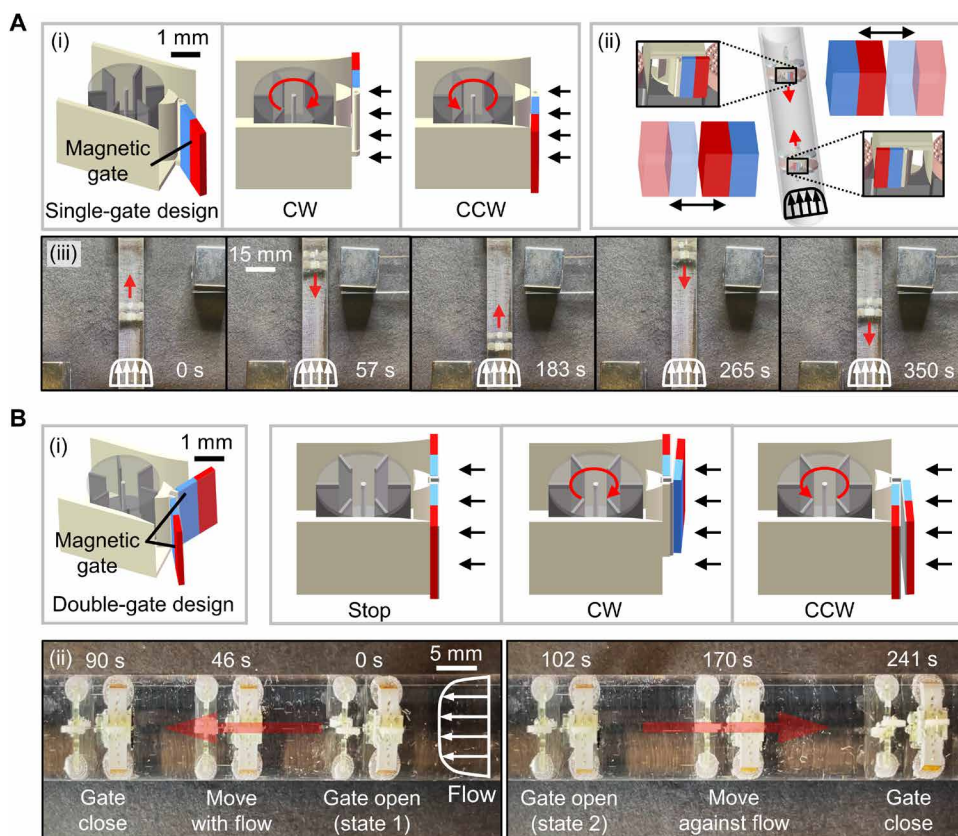 A
(i)
1 mm
Magnetic
gate
Single-gate design
CW
CCW
(ii)
(iii)
15 mm
0 s
57 s
183 s
265 s
350 s
B
(i)
1 mm
Magnetic
gate
Double-gate design
Stop
CW
CCW
(ii)
90 s
46 s
0 s
5 mm
Flow
Gate
close
Move
with flow
Gate open
(state 1)
102 s
170 s
241 s
Gate open
(state 2)
Move
against flow
Gate
close